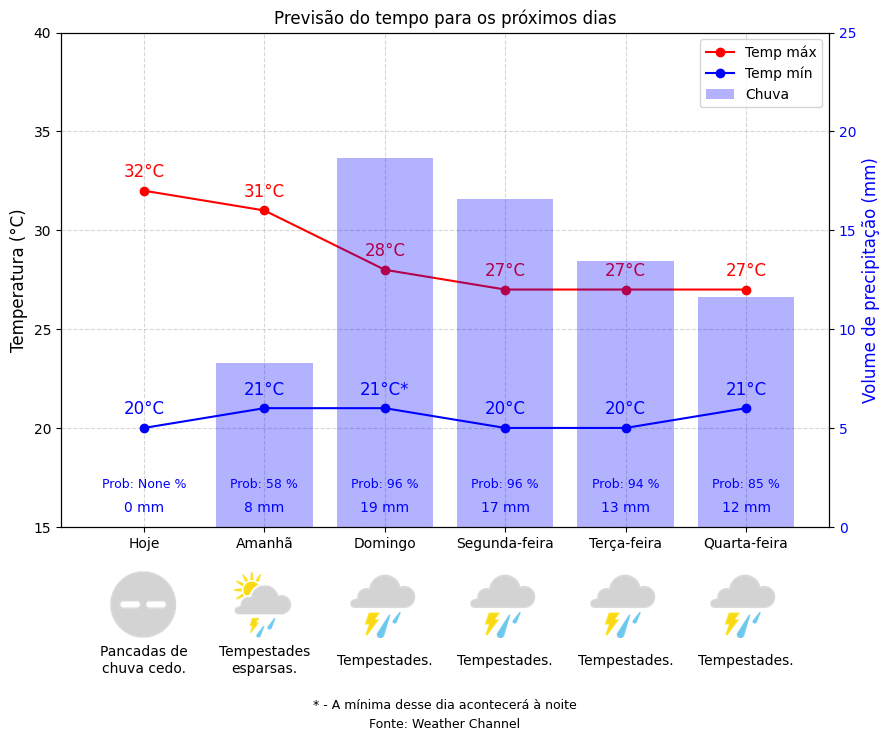 Previsão do tempo para os próximos dias
40
35
30
25
20
15
Temperatura (°C)
25
20
15
10
5
0
Volume de precipitação (mm)
Temp máx
Temp mín
Chuva
32°C
31°C
28°C
27°C
27°C
27°C
20°C
21°C
21°C*
20°C
20°C
21°C
Prob: None %
Prob: 58 %
Prob: 96 %
Prob: 96 %
Prob: 94 %
Prob: 85 %
0 mm
8 mm
19 mm
17 mm
13 mm
12 mm
Hoje
Amanhã
Domingo
Segunda-feira
Terça-feira
Quarta-feira
Pancadas de
chuva cedo.
Tempestades
esparsas.
Tempestades.
Tempestades.
Tempestades.
Tempestades.
* - A mínima desse dia acontecerá à noite
Fonte: Weather Channel